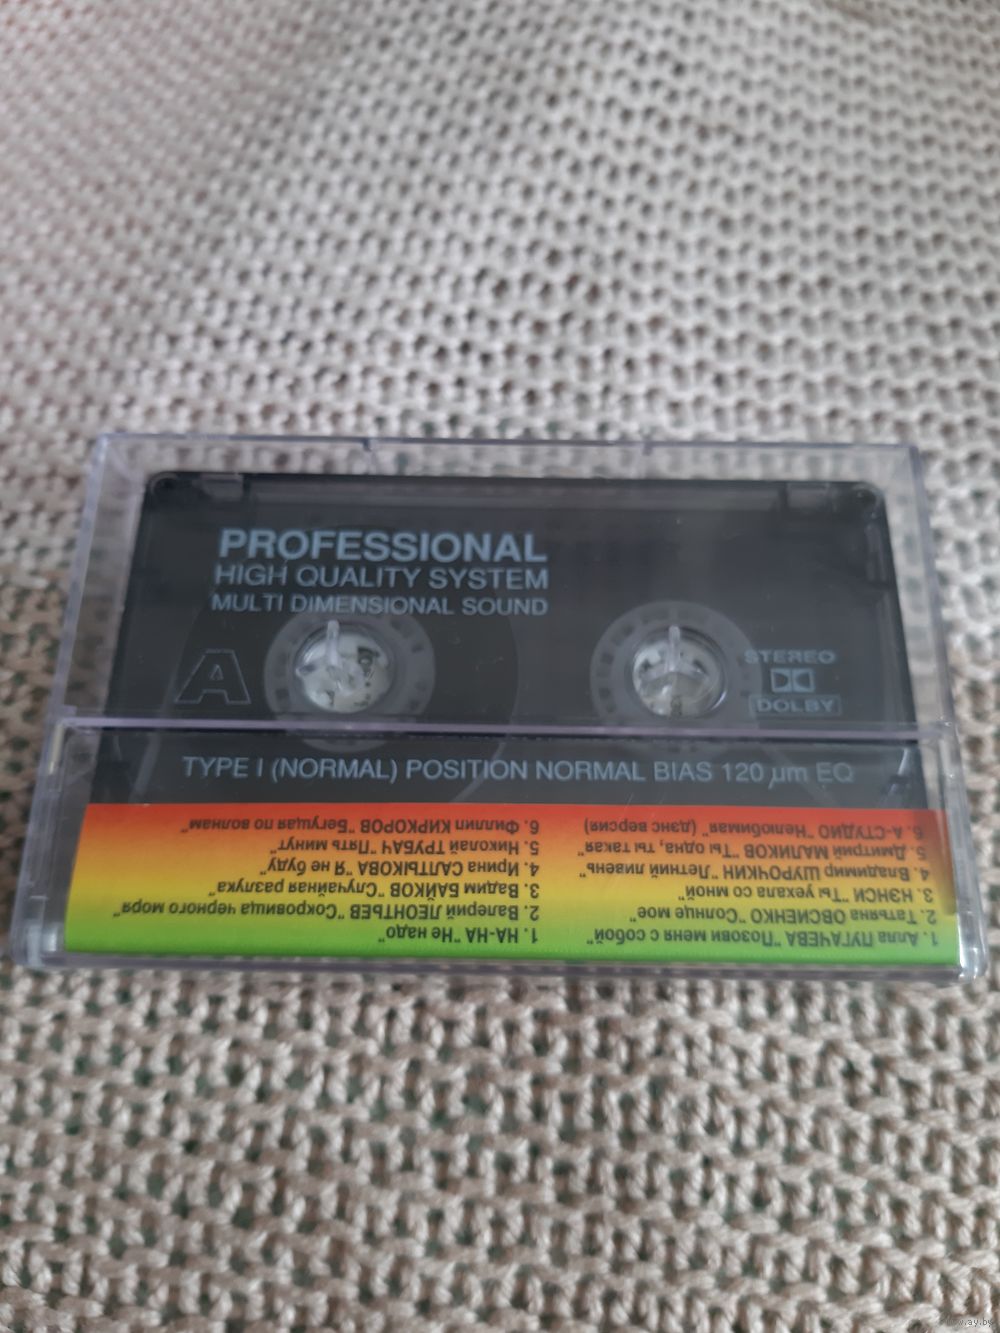 PROFESSIONAL
HIGH QUALITY SYSTEM
MULTI DIMENSIONAL SOUND
A
STEREO
DOLBY
TYPE I (NORMAL) POSITION NORMAL BIAS 120 µm EQ
1. Алла ПУГАЧЕВА "Позови меня с собой"
2. Татьяна ОВСИЕНКО "Солнце мое"
3. НЭНСИ "Ты уехала со мной"
4. Владимир ШУРОЧКИН "Летний ливень"
5. Дмитрий МАЛИКОВ "Ты одна, ты такая"
6. А-СТУДИО "Нелюбимая" (дэнс версия)
1. НА-НА "Не надо"
2. Валерий ЛЕОНТЬЕВ "Сокровища черного моря"
3. Вадим БАЙКОВ "Случайная разлука"
4. Ирина САЛТЫКОВА "Я не буду"
5. Николай ТРУБАЧ "Пять минут"
6. Филлип КИРКОРОВ "Бегущая по волнам"